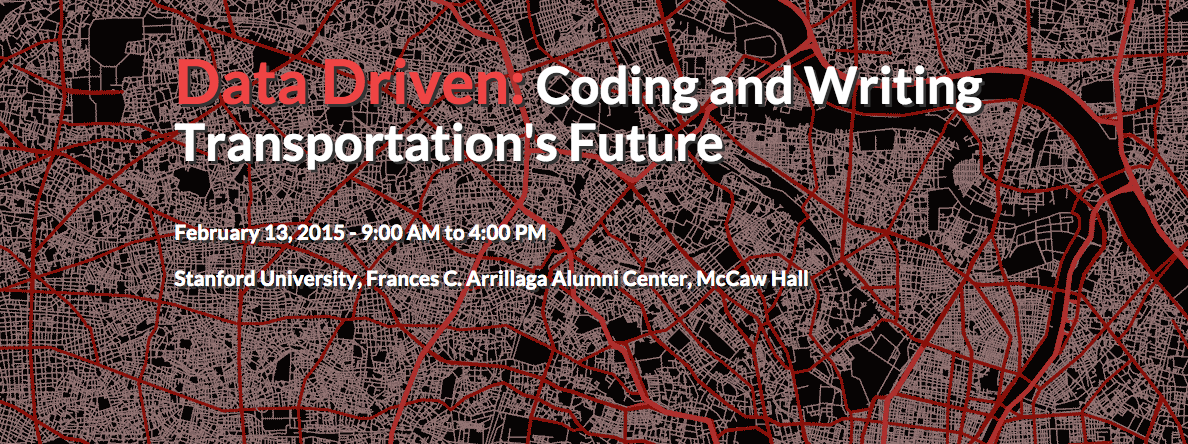 Data Driven: Coding and Writing
Transportation's Future
February 13, 2015 - 9:00 AM to 4:00 PM
Stanford University, Frances C. Arrillaga Alumni Center, McCaw Hall